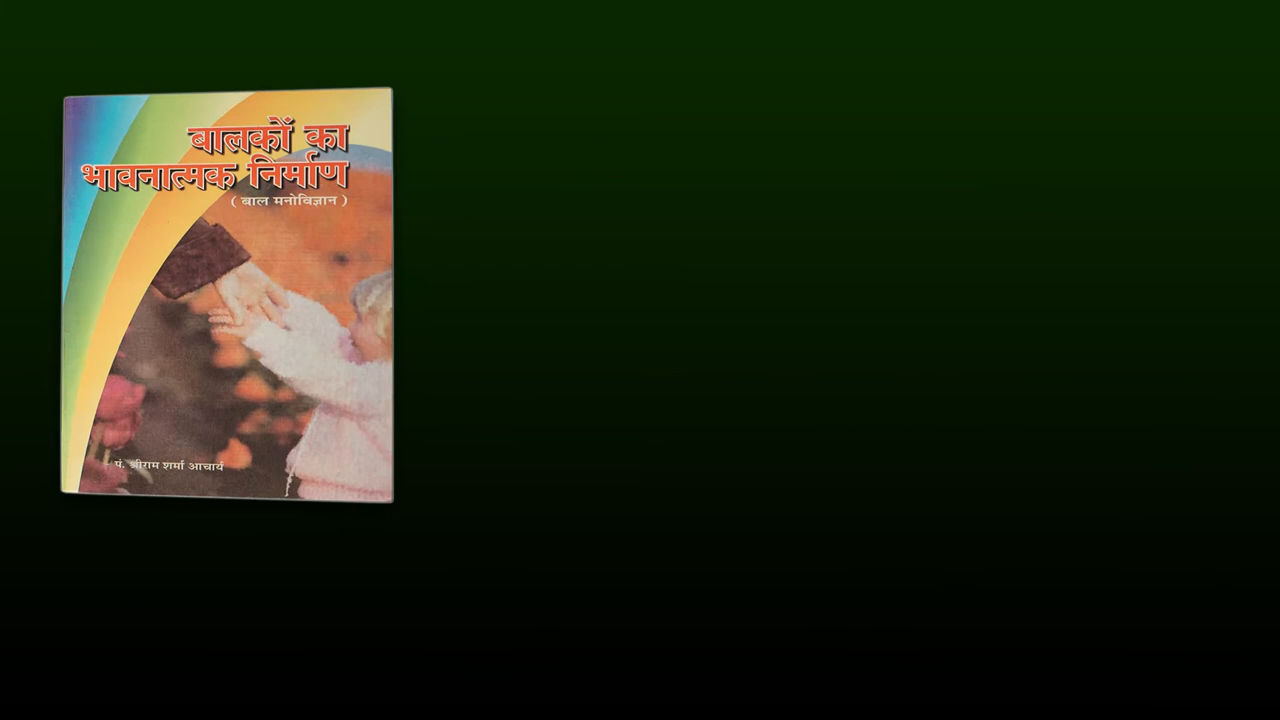 बालकों का
भावनात्मक निर्माण
( बाल मनोविज्ञान )
पं. श्रीराम शर्मा आचार्य